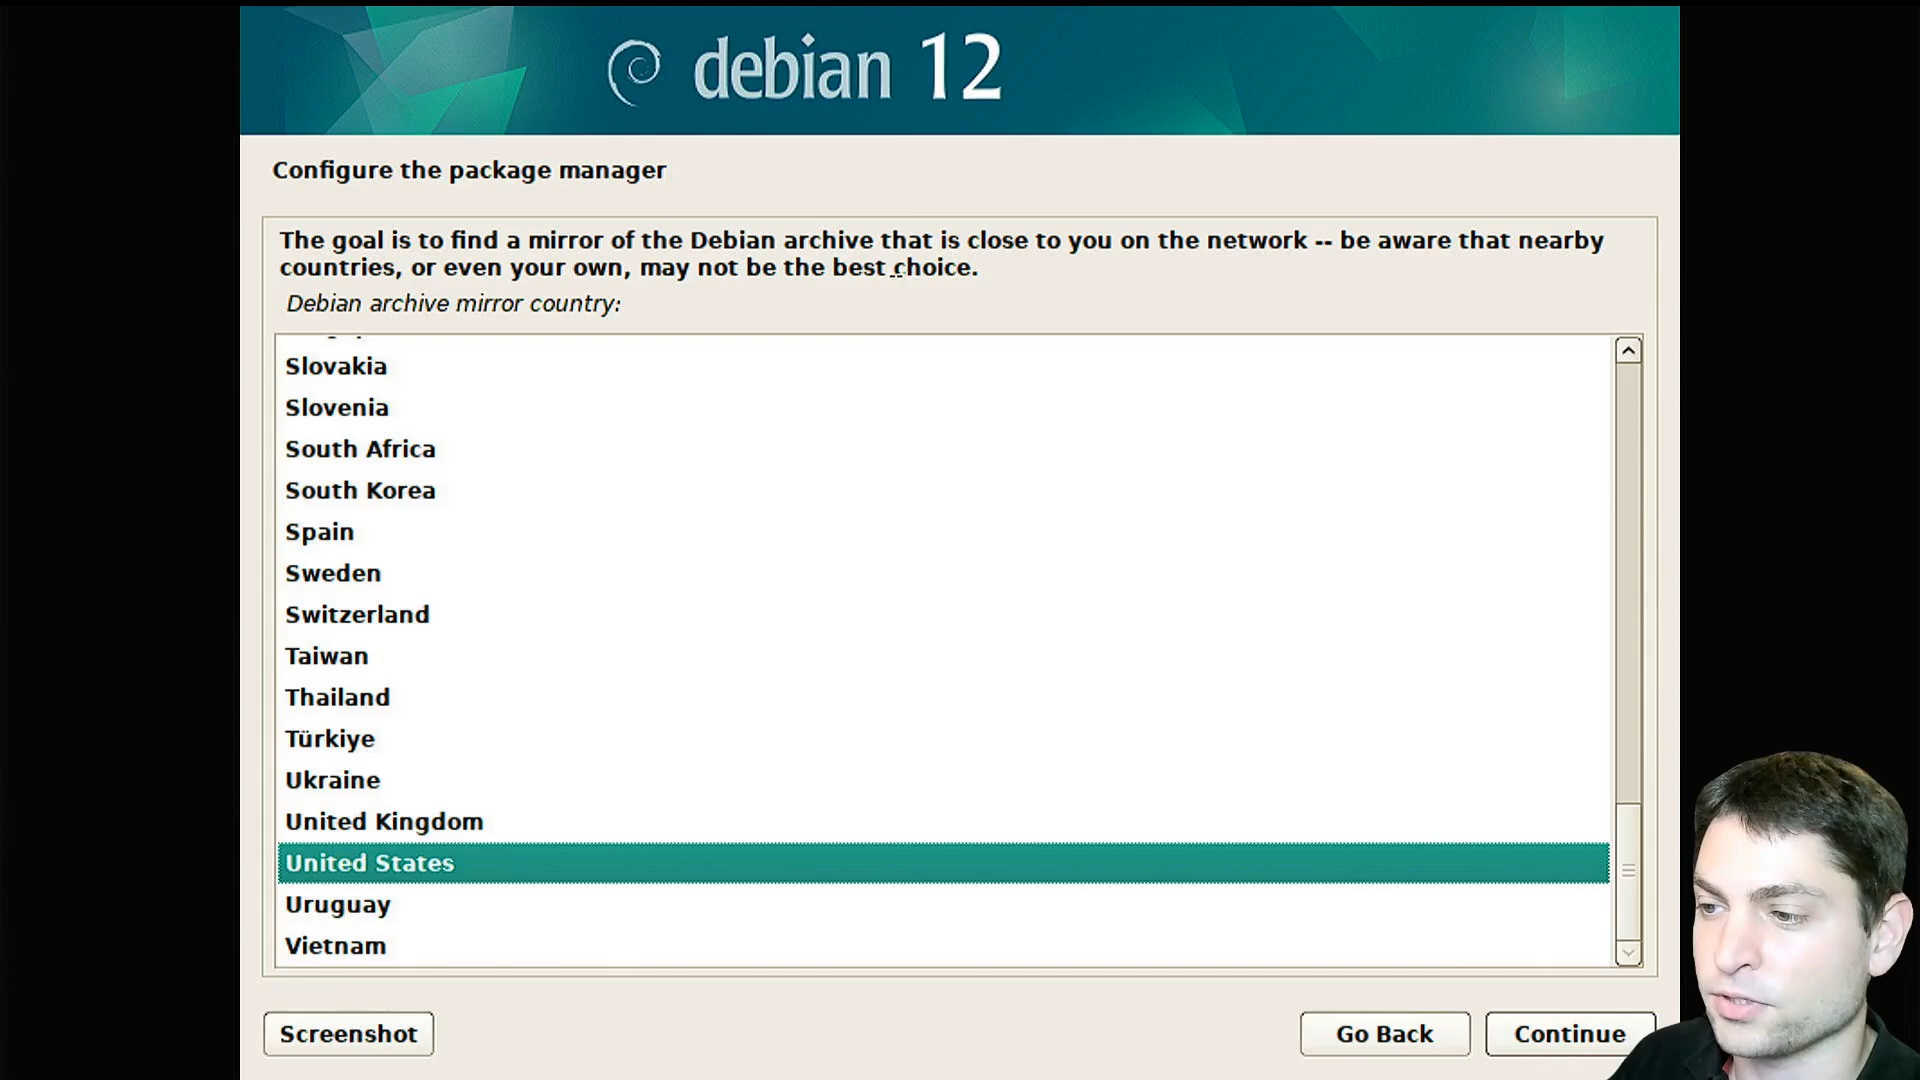 debian 12
Configure the package manager
The goal is to find a mirror of the Debian archive that is close to you on the network -- be aware that nearby
countries, or even your own, may not be the best choice.
Debian archive mirror country:
Slovakia
Slovenia
South Africa
South Korea
Spain
Sweden
Switzerland
Taiwan
Thailand
Türkiye
Ukraine
United Kingdom
United States
Uruguay
Vietnam
Screenshot
Go Back
Continue